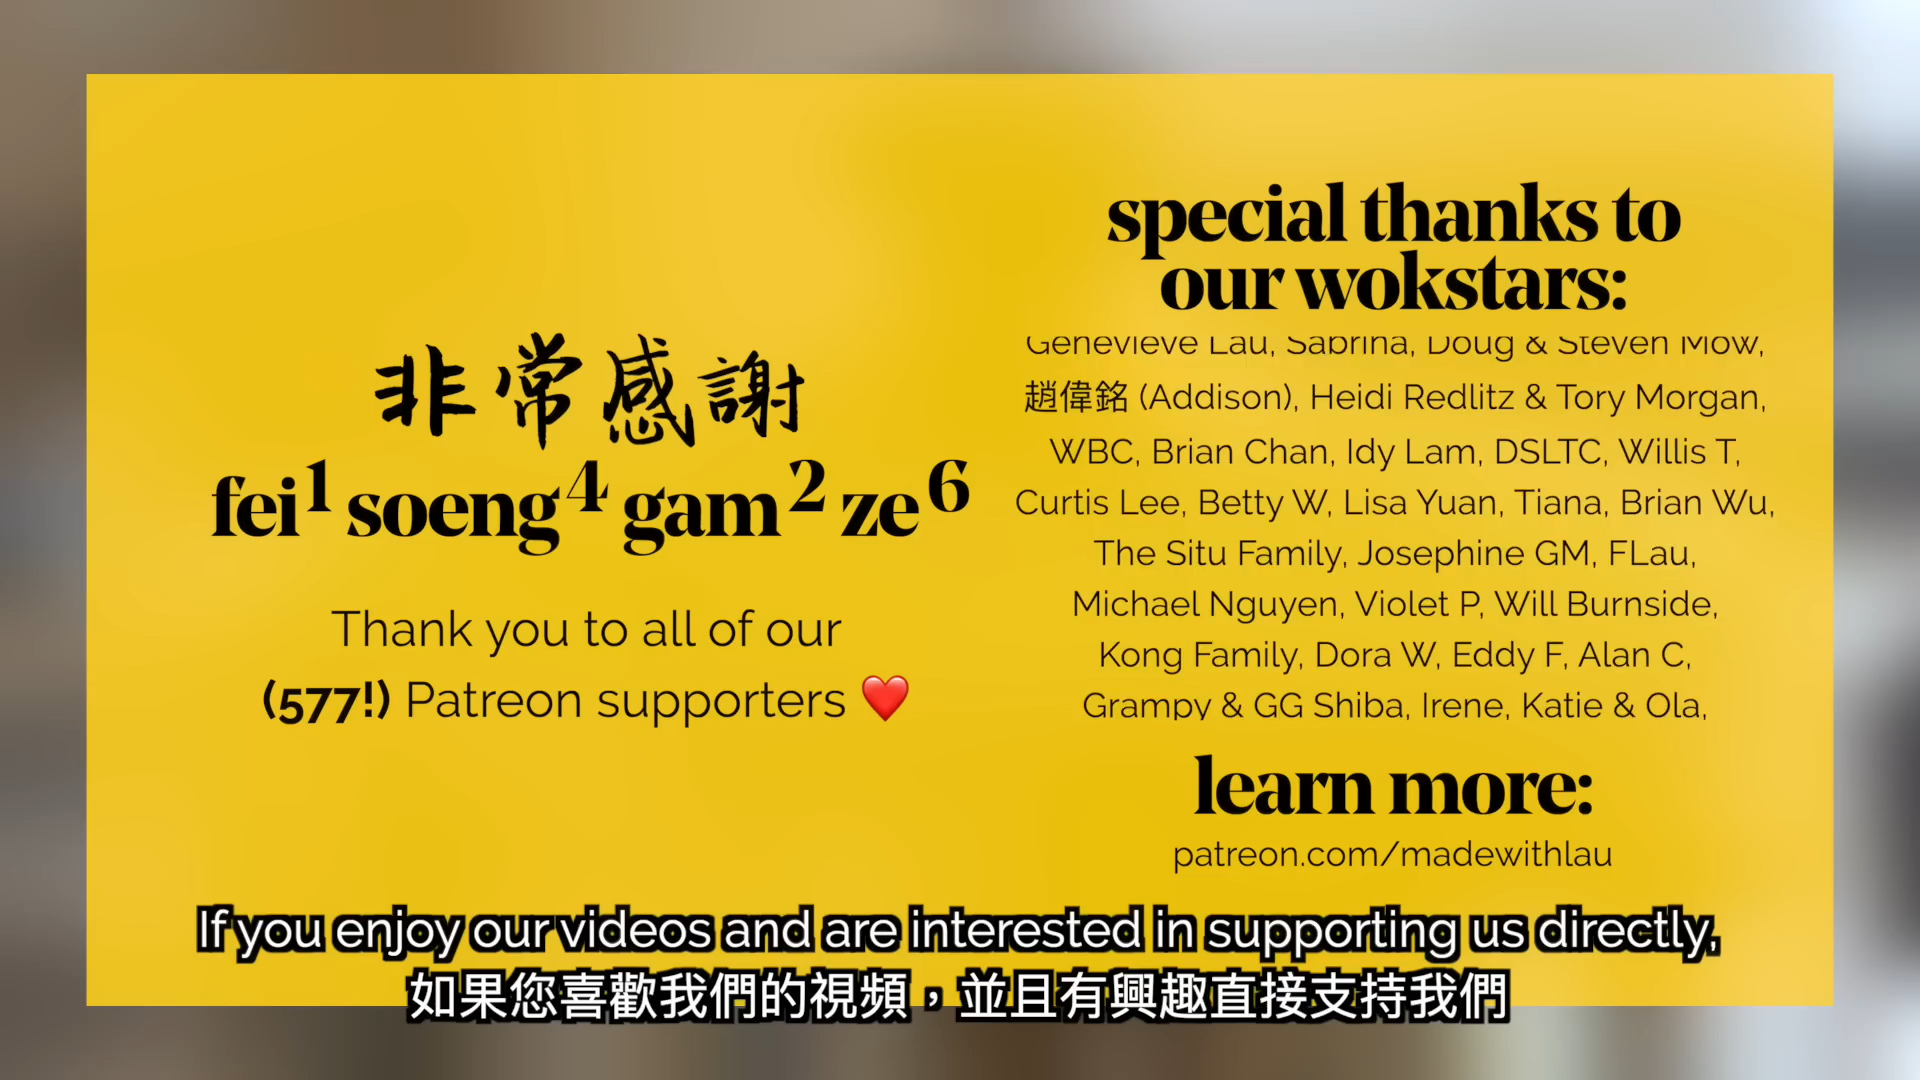 非常感謝
fei¹ soeng⁴ gam² ze⁶
Thank you to all of our
(577!) Patreon supporters ❤️
special thanks to
our wokstars:
Genevieve Lau, Sabrina, Doug & Steven Mow,
趙偉銘 (Addison), Heidi Redlitz & Tory Morgan,
WBC, Brian Chan, Idy Lam, DSLTC, Willis T,
Curtis Lee, Betty W, Lisa Yuan, Tiana, Brian Wu,
The Situ Family, Josephine GM, FLau,
Michael Nguyen, Violet P, Will Burnside,
Kong Family, Dora W, Eddy F, Alan C,
Grampy & GG Shiba, Irene, Katie & Ola,
learn more:
patreon.com/madewithlau
If you enjoy our videos and are interested in supporting us directly,
如果您喜歡我們的視頻，並且有興趣直接支持我們